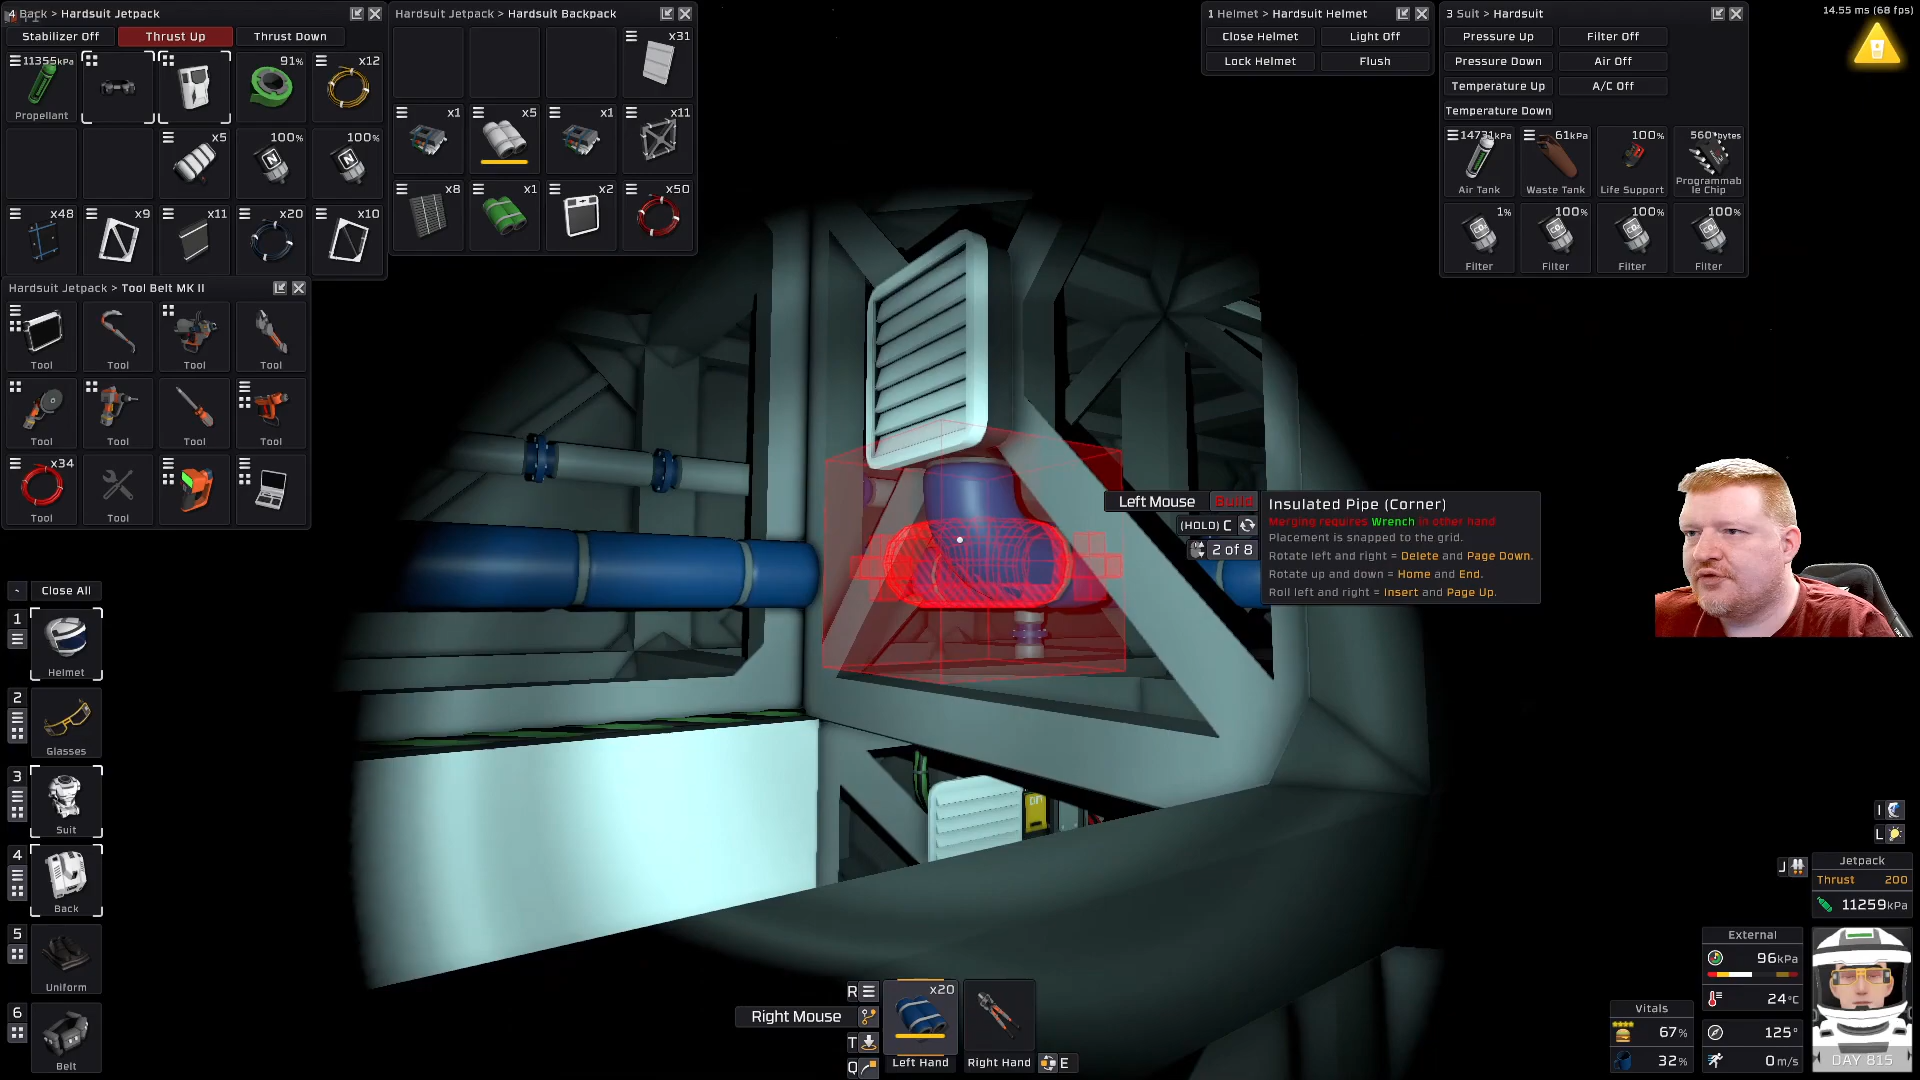 4 Back > Hardsuit Jetpack
Stabilizer Off
Thrust Up
Thrust Down
11355kPa
Propellant
91%
x12
x5
100%
100%
x48
x9
x11
x20
x10
Hardsuit Jetpack > Hardsuit Backpack
x31
x1
x5
x1
x11
x8
x1
x2
x50
Hardsuit Jetpack > Tool Belt MK II
Tool
Tool
Tool
Tool
Tool
Tool
Tool
Tool
x34
Tool
Tool
1 Helmet > Hardsuit Helmet
Close Helmet
Light Off
Lock Helmet
Flush
3 Suit > Hardsuit
Pressure Up
Filter Off
Pressure Down
Air Off
Temperature Up
A/C Off
Temperature Down
14731kPa
Air Tank
61kPa
Waste Tank
100%
Life Support
560 bytes
Programmab
le Chip
1%
Filter
100%
Filter
100%
Filter
100%
Filter
14.55 ms (68 fps)
Left Mouse
Build
(HOLD) C
2 of 8
Insulated Pipe (Corner)
Merging requires Wrench in other hand
Placement is snapped to the grid.
Rotate left and right = Delete and Page Down.
Rotate up and down = Home and End.
Roll left and right = Insert and Page Up.
~
Close All
1
Helmet
2
Glasses
3
Suit
4
Back
5
Uniform
6
Belt
Right Mouse
R
T
Q
x20
Left Hand
Right Hand
E
I
L
J
Jetpack
Thrust 200
11259kPa
External
96kPa
24°C
125°
0m/s
Vitals
67%
32%
DAY 815